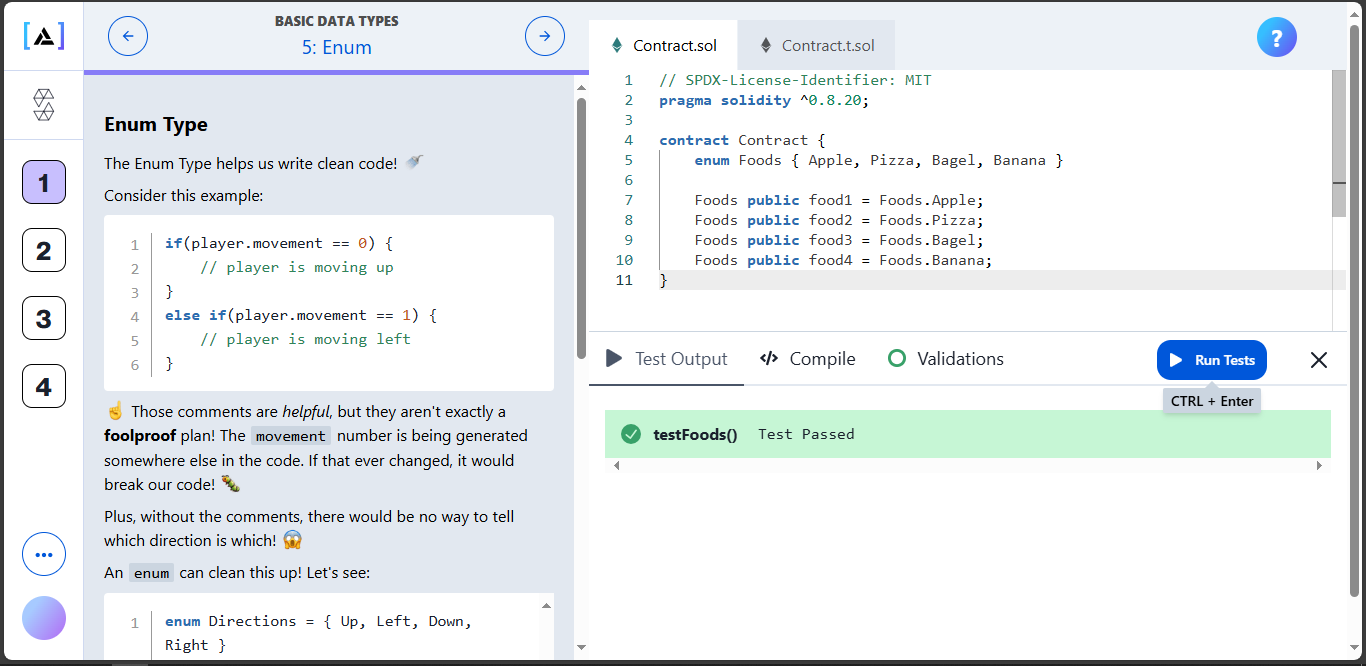 BASIC DATA TYPES
5: Enum
1
2
3
4
Enum Type
The Enum Type helps us write clean code! 
Consider this example:
1 if(player.movement == 0) {
2 // player is moving up
3 }
4 else if(player.movement == 1) {
5 // player is moving left
6 }
☝️ Those comments are helpful, but they aren't exactly a
foolproof plan! The movement number is being generated
somewhere else in the code. If that ever changed, it would
break our code! 🐛
Plus, without the comments, there would be no way to tell
which direction is which! 😱
An enum can clean this up! Let's see:
1 enum Directions = { Up, Left, Down,
Right }
Contract.sol
Contract.t.sol
?
1 // SPDX-License-Identifier: MIT
2 pragma solidity ^0.8.20;
3
4 contract Contract {
5 enum Foods { Apple, Pizza, Bagel, Banana }
6
7 Foods public food1 = Foods.Apple;
8 Foods public food2 = Foods.Pizza;
9 Foods public food3 = Foods.Bagel;
10 Foods public food4 = Foods.Banana;
11 }
Test Output
</> Compile
Validations
Run Tests
CTRL + Enter
testFoods() Test Passed